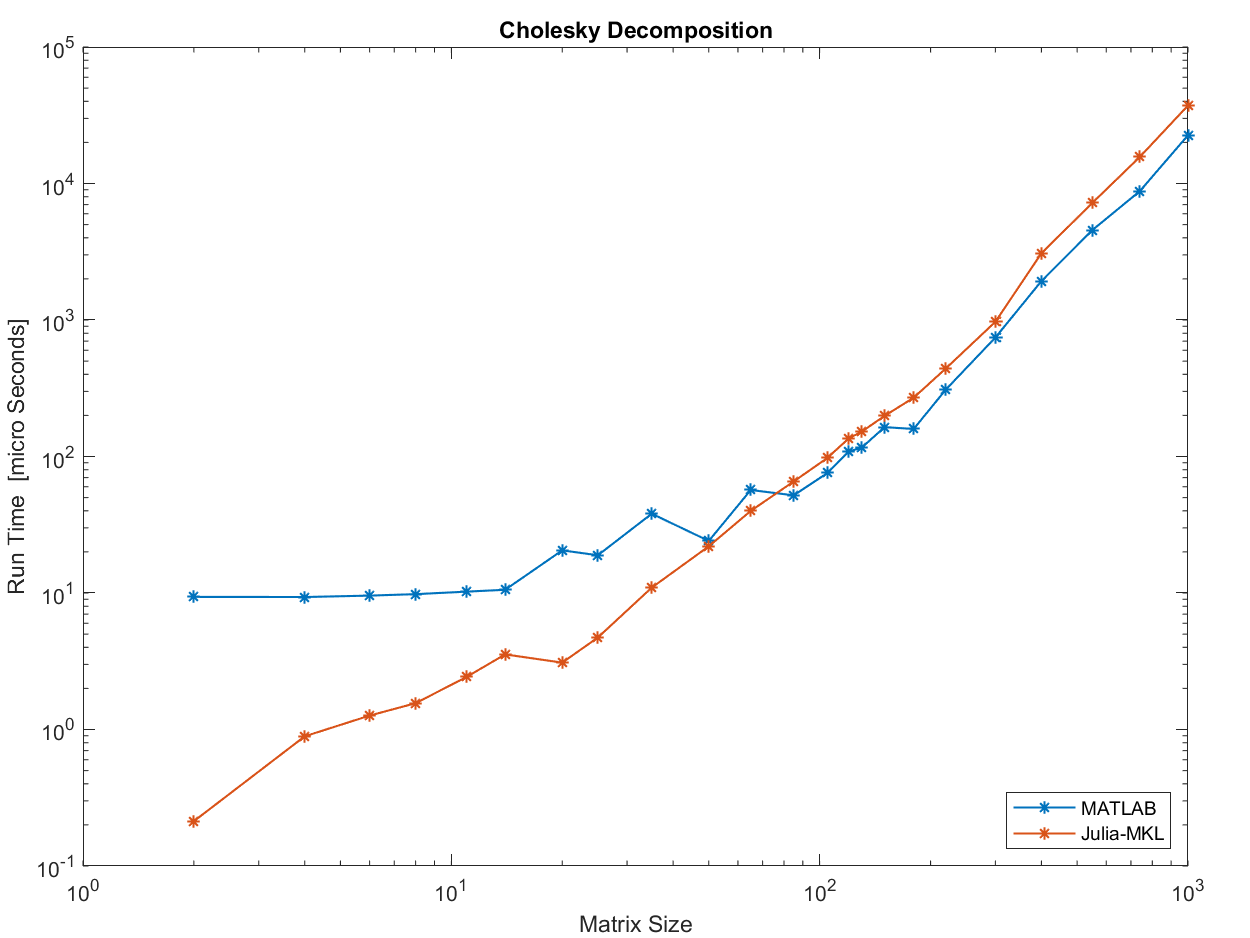 Cholesky Decomposition
10^5
10^4
10^3
10^2
10^1
10^0
10^-1
Run Time [micro Seconds]
MATLAB
Julia-MKL
10^0
10^1
10^2
10^3
Matrix Size